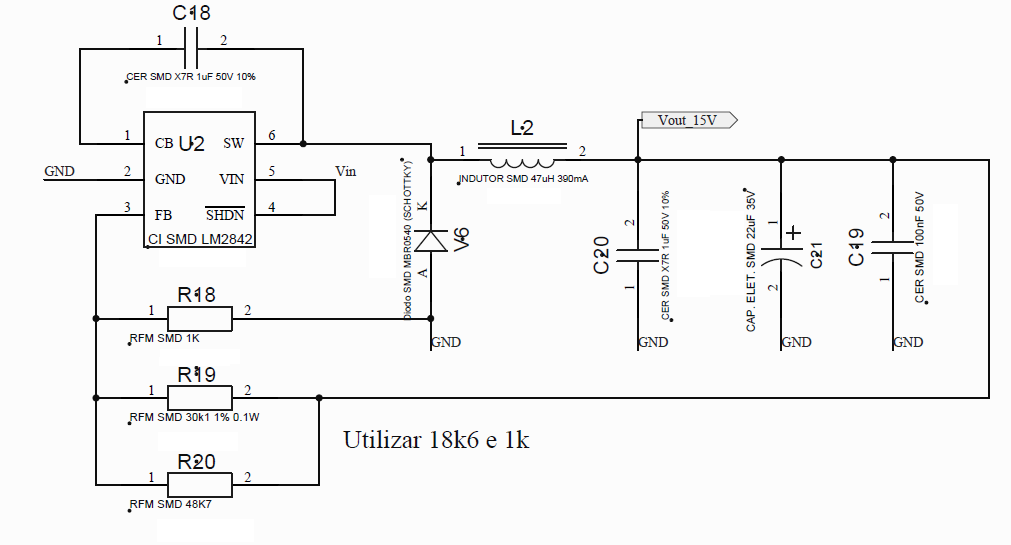 C18
1 2
CER SMD X7R 1uF 50V 10%
1 CB U2 SW 6
GND 2 GND VIN 5 Vin
3 FB SHDN 4
CI SMD LM2842
L2
1 2
INDUTOR SMD 47uH 390mA
Vout_15V
Diodo SMD MBR0540 (SCHOTTKY)
K
A
V6
GND
C20
2
1
CER SMD X7R 1uF 50V 10%
GND
CAP. ELET. SMD 22uF 35V
1
+
2
C21
GND
C19
2
1
CER SMD 100nF 50V
GND
R18
1 2
RFM SMD 1K
R19
1 2
RFM SMD 30k1 1% 0.1W
R20
1 2
RFM SMD 48K7
Utilizar 18k6 e 1k